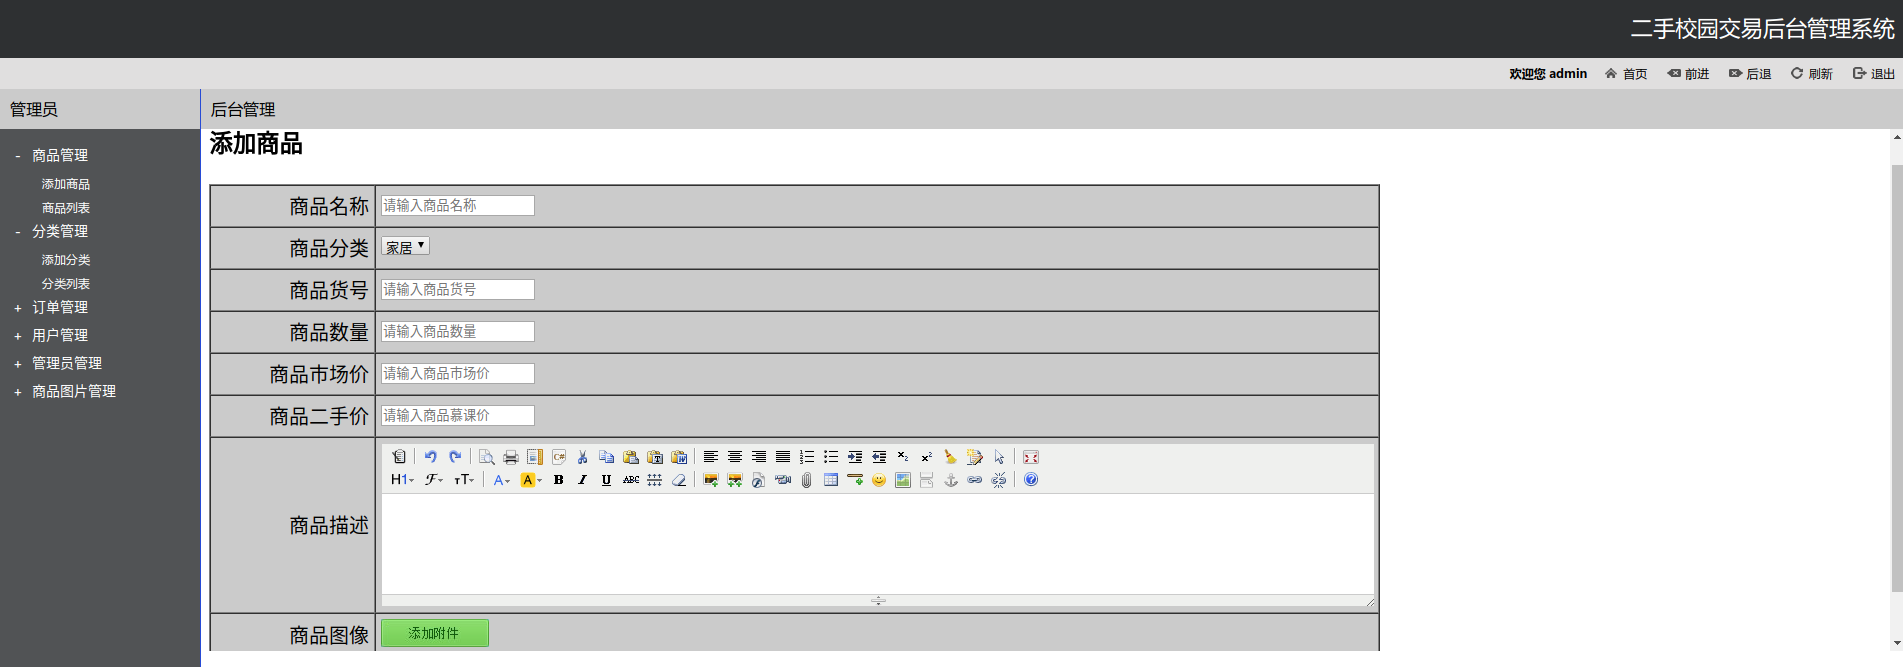 二手校园交易后台管理系统
欢迎您 admin 首页 前进 后退 刷新 退出
管理员
后台管理
- 商品管理
添加商品
商品列表
- 分类管理
添加分类
分类列表
+ 订单管理
+ 用户管理
+ 管理员管理
+ 商品图片管理
添加商品
商品名称 请输入商品名称
商品分类 家居
商品货号 请输入商品货号
商品数量 请输入商品数量
商品市场价 请输入商品市场价
商品二手价 请输入商品慕课价
商品描述
H1 F TT A A B I U ABC
商品图像 添加附件